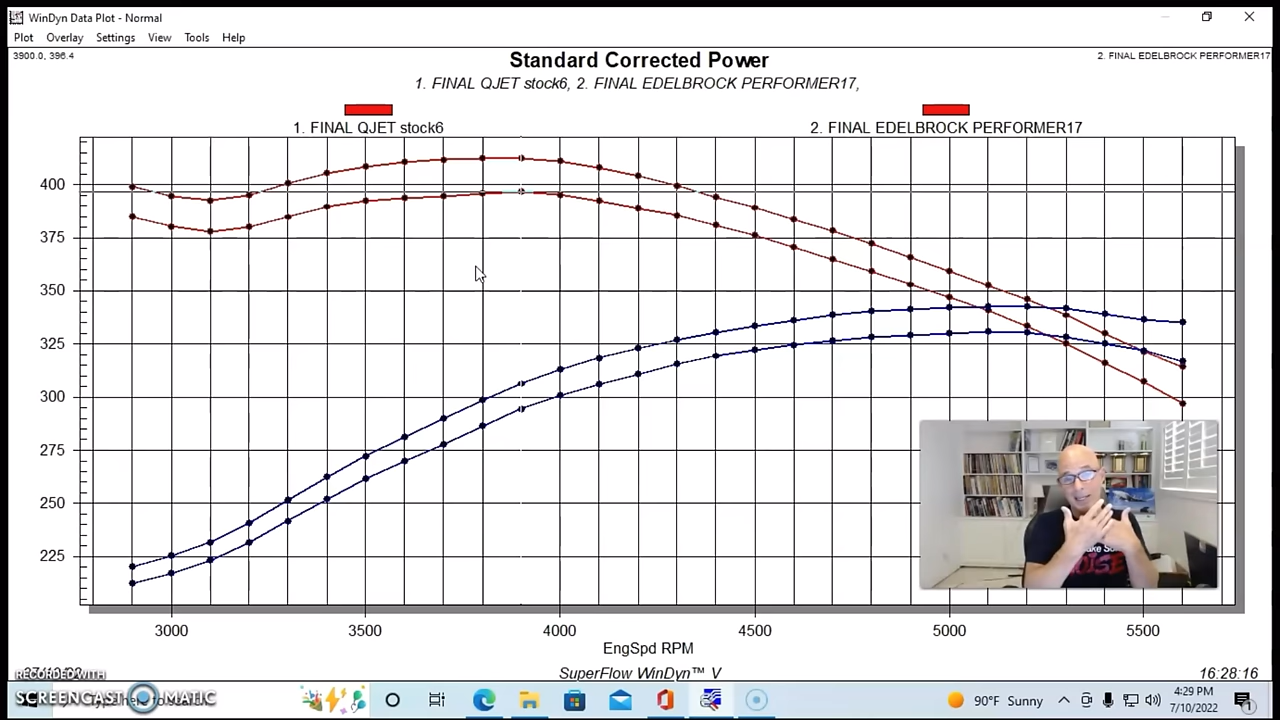 WinDyn Data Plot - Normal
Plot Overlay Settings View Tools Help
3900.0, 396.4
2. FINAL EDELBROCK PERFORMER17
Standard Corrected Power
1. FINAL QJET stock6, 2. FINAL EDELBROCK PERFORMER17,
1. FINAL QJET stock6
2. FINAL EDELBROCK PERFORMER17
400
375
350
325
300
275
250
225
3000 3500 4000 4500 5000 5500
EngSpd RPM
SuperFlow WinDyn™ V
16:28:16
RECORDED WITH
SCREENCAST-O-MATIC
90°F Sunny
4:29 PM
7/10/2022
1